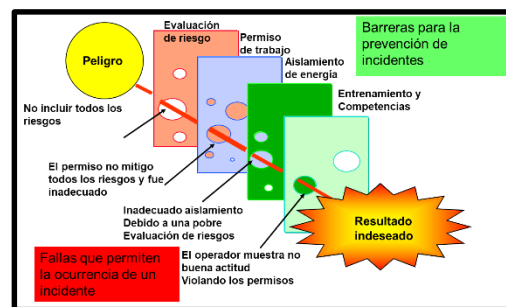 Evaluación
de riesgo
Permiso
de trabajo
Aislamiento
de energía
Entrenamiento y
Competencias
Barreras para la
prevención de
incidentes
Peligro
No incluir todos los
riesgos
El permiso no mitigo
todos los riesgos y fue
inadecuado
Inadecuado aislamiento
Debido a una pobre
Evaluación de riesgos
El operador muestra no
buena actitud
Violando los permisos
Resultado
indeseado
Fallas que permiten
la ocurrencia de un
incidente